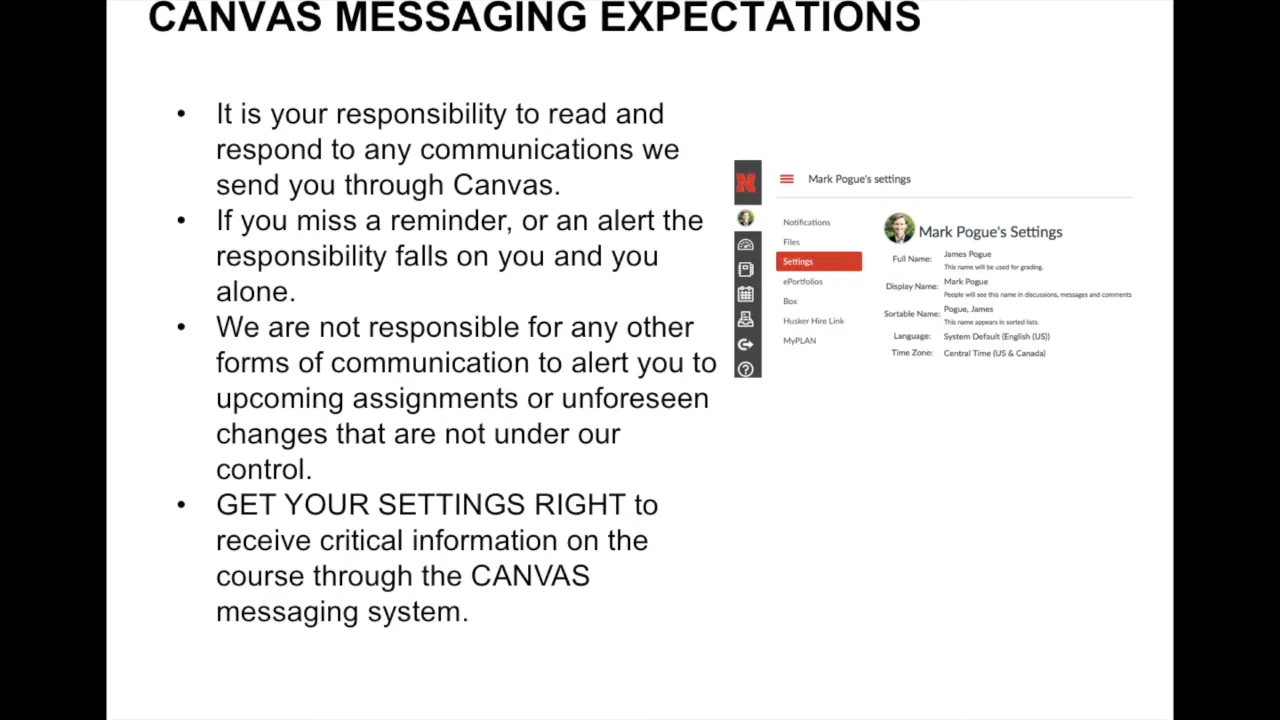 CANVAS MESSAGING EXPECTATIONS
• It is your responsibility to read and
respond to any communications we
send you through Canvas.
• If you miss a reminder, or an alert the
responsibility falls on you and you
alone.
• We are not responsible for any other
forms of communication to alert you to
upcoming assignments or unforeseen
changes that are not under our
control.
• GET YOUR SETTINGS RIGHT to
receive critical information on the
course through the CANVAS
messaging system.
N
Mark Pogue's settings
Notifications
Files
Settings
ePortfolios
Box
Husker Hire Link
MyPLAN
Mark Pogue's Settings
Full Name: James Pogue
This name will be used for grading.
Display Name: Mark Pogue
People will see this name in discussions, messages and comments
Sortable Name: Pogue, James
This name appears in sorted lists.
Language: System Default (English (US))
Time Zone: Central Time (US & Canada)